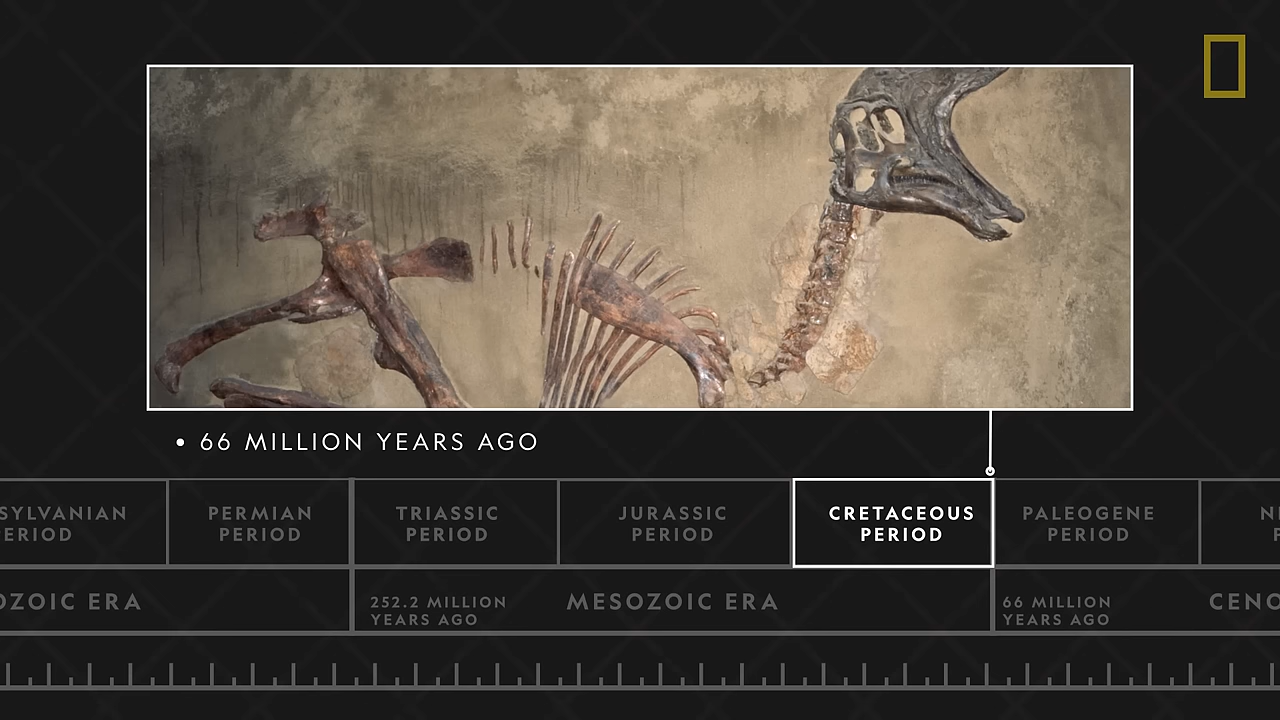 • 66 MILLION YEARS AGO
SYLVANIAN
ERIOD
PERMIAN
PERIOD
TRIASSIC
PERIOD
JURASSIC
PERIOD
CRETACEOUS
PERIOD
PALEOGENE
PERIOD
OZOIC ERA
252.2 MILLION
YEARS AGO
MESOZOIC ERA
66 MILLION
YEARS AGO
CENO